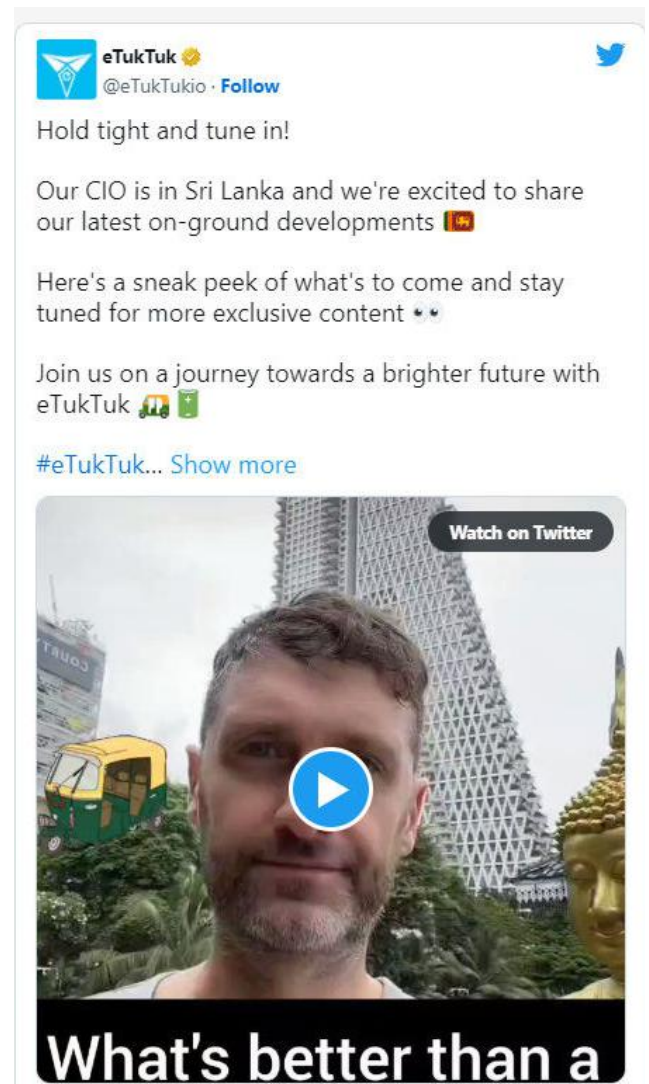 eTukTuk
@eTukTukio · Follow
Hold tight and tune in!
Our CIO is in Sri Lanka and we're excited to share
our latest on-ground developments 🇱🇰
Here's a sneak peek of what's to come and stay
tuned for more exclusive content 👀
Join us on a journey towards a brighter future with
eTukTuk 🛺🔋
#eTukTuk... Show more
Watch on Twitter
COURT
What's better than a